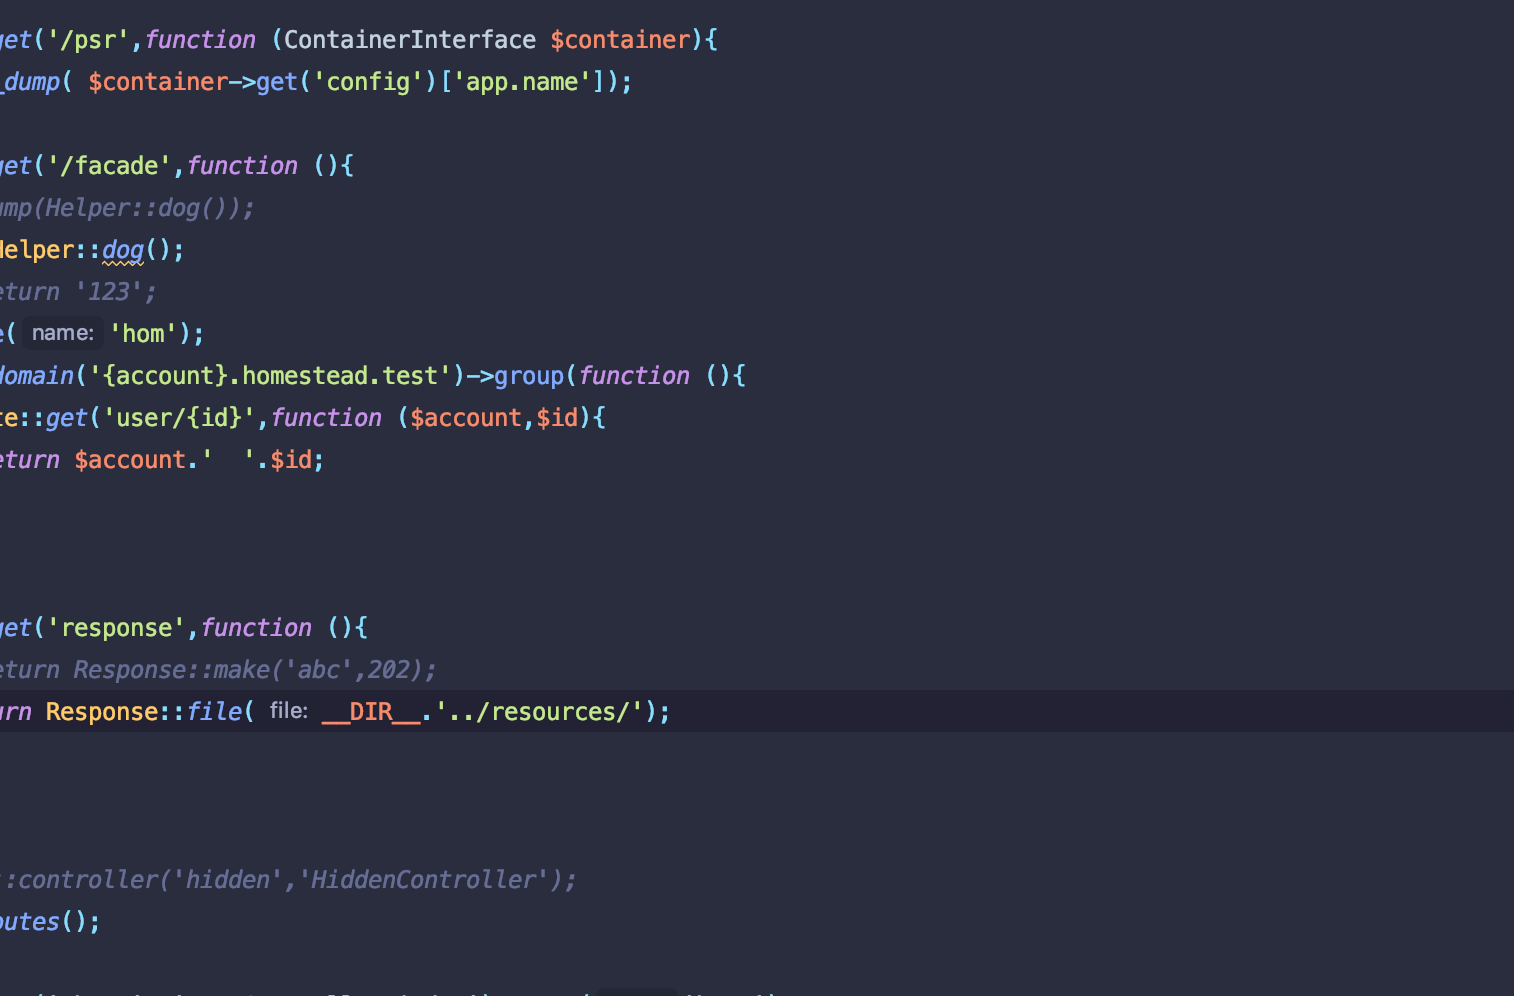 get('/psr',function (ContainerInterface $container){
_dump( $container->get('config')['app.name']);
get('/facade',function (){
ump(Helper::dog());
Helper::dog();
eturn '123';
e( name: 'hom');
domain('{account}.homestead.test')->group(function (){
te::get('user/{id}',function ($account,$id){
eturn $account.'  '.$id;
get('response',function (){
eturn Response::make('abc',202);
urn Response::file( file: __DIR__.'../resources/');
::controller('hidden','HiddenController');
outes();